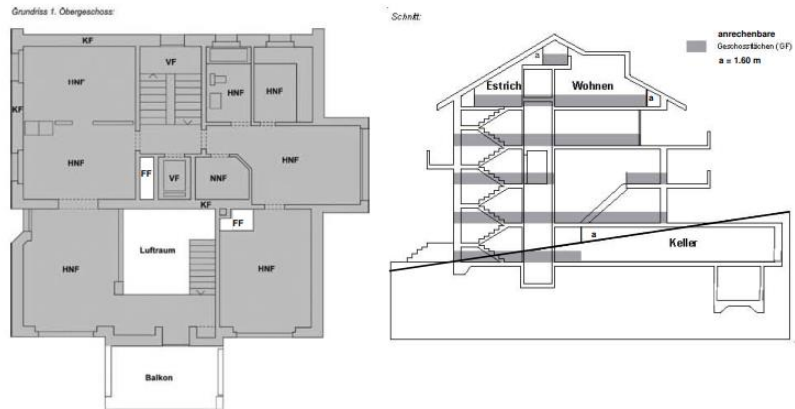 Grundriss 1. Obergeschoss:
KF
HNF
VF
HNF
HNF
KF
HNF
HNF
FF
VF
NNF
KF
FF
Luftraum
HNF
HNF
Balkon
Schnitt:
anrechenbare
Geschossflächen (GF)
a = 1.60 m
a
Estrich
Wohnen
a
a
Keller